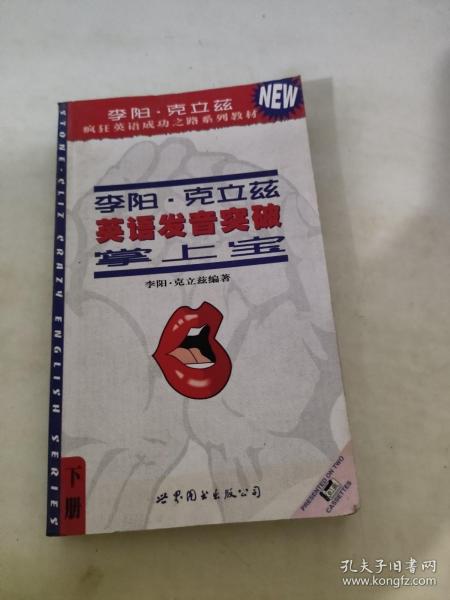 李阳·克立兹
疯狂英语成功之路系列教材
NEW
STONE·CLIZ CRAZY ENGLISH SERIES
李阳·克立兹
英语发音突破
掌上宝
李阳·克立兹编著
下册
世界图书出版公司
PRESENTED ON TWO
CASSETTES
孔夫子旧书网
www.kongfz.com